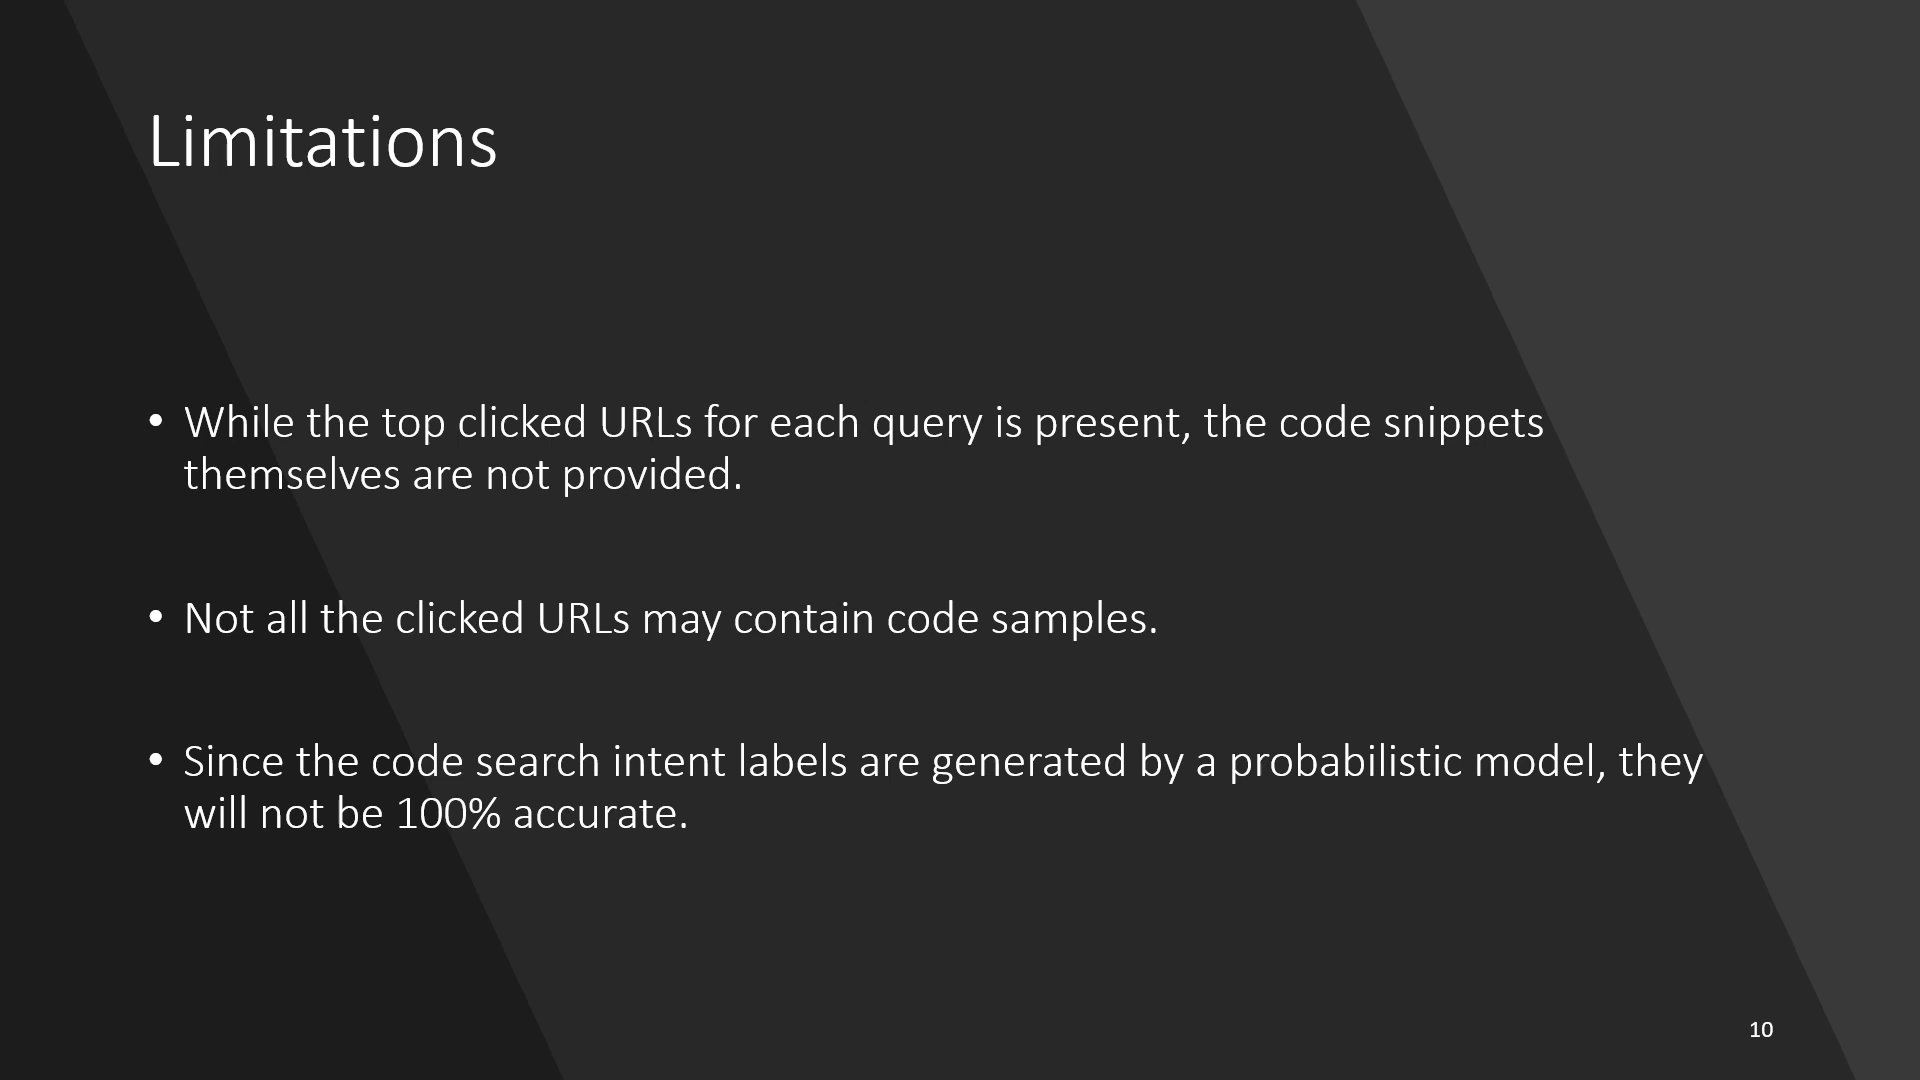 Limitations
• While the top clicked URLs for each query is present, the code snippets
themselves are not provided.
• Not all the clicked URLs may contain code samples.
• Since the code search intent labels are generated by a probabilistic model, they
will not be 100% accurate.
10